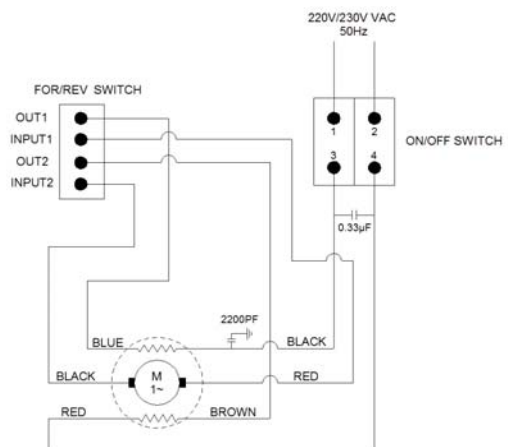 220V/230V VAC
50Hz
FOR/REV SWITCH
OUT1
INPUT1
OUT2
INPUT2
1
2
3
4
ON/OFF SWITCH
0.33µF
2200PF
BLUE
BLACK
BLACK
M
1~
RED
RED
BROWN